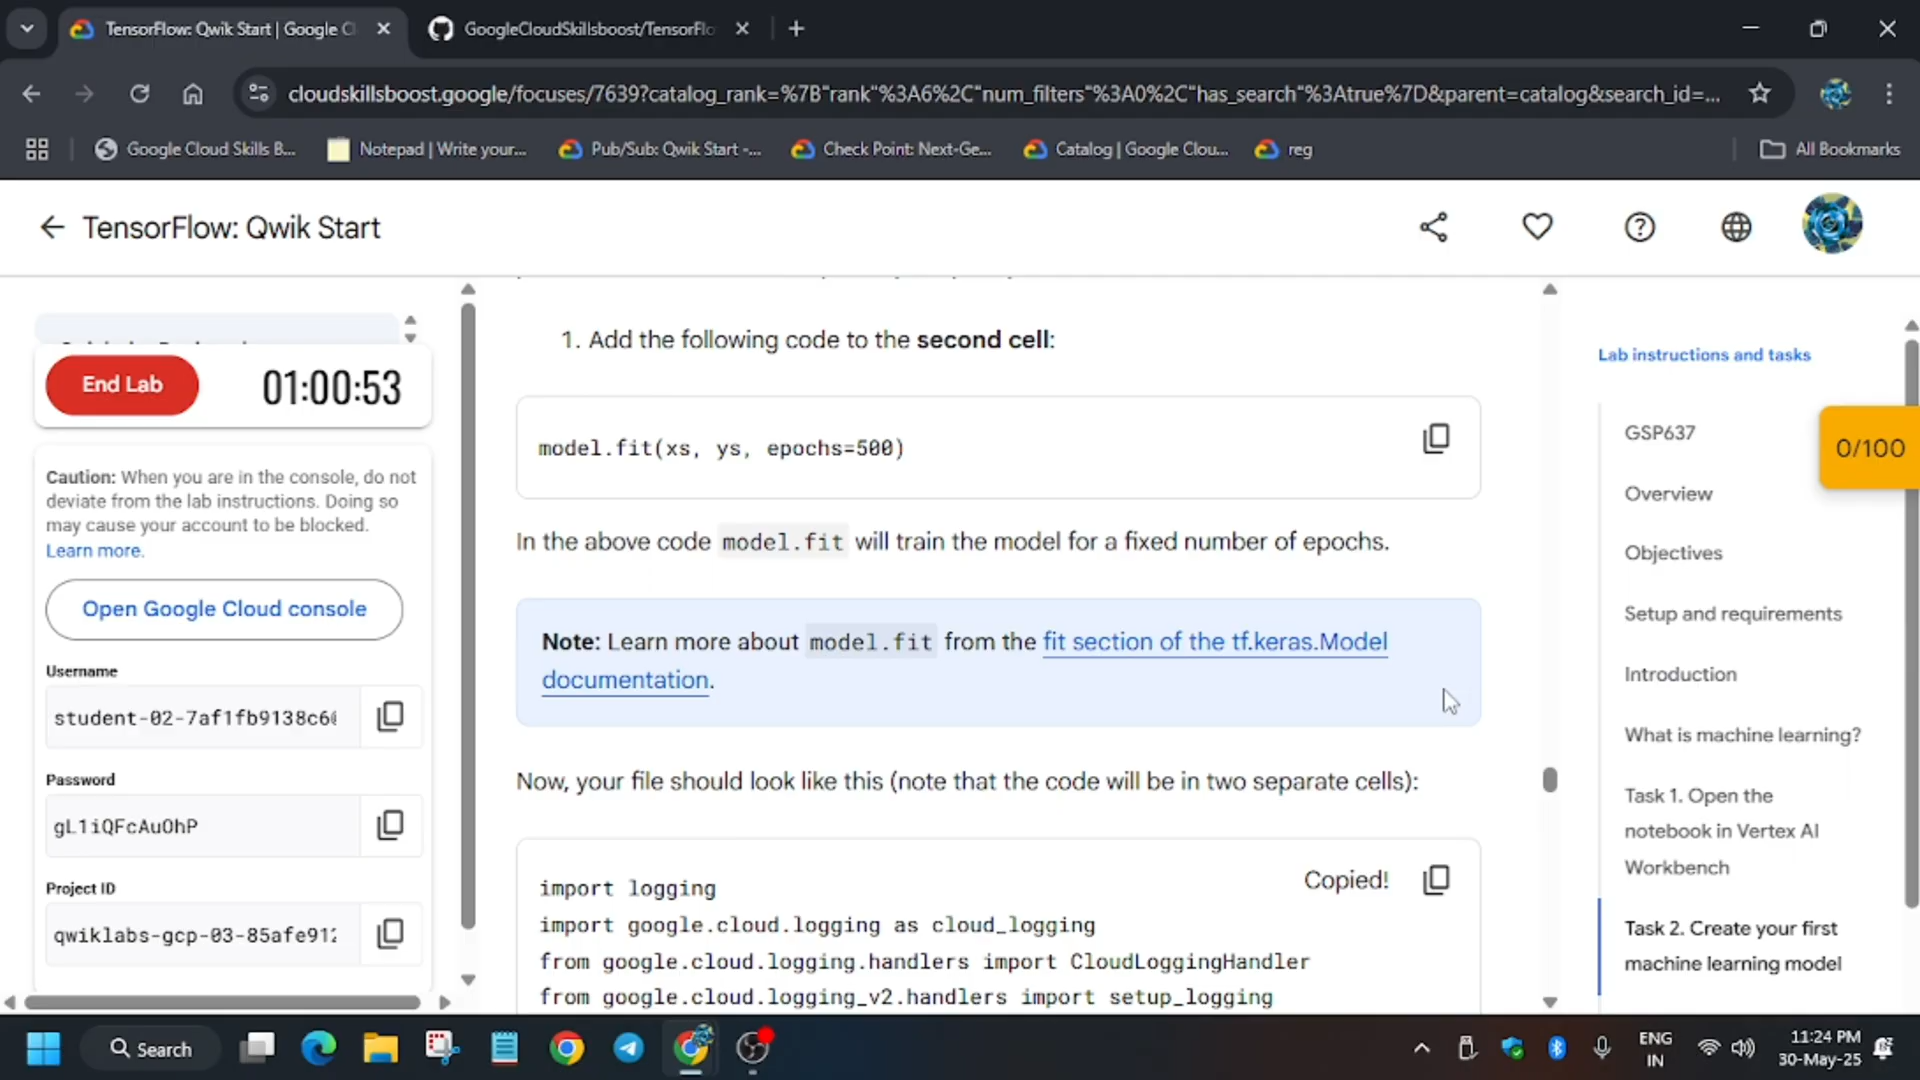 TensorFlow: Qwik Start | Google Cl
GoogleCloudSkillsboost/TensorFlo
cloudskillsboost.google/focuses/7639?catalog_rank=%7B"rank"%3A6%2C"num_filters"%3A0%2C"has_search"%3Atrue%7D&parent=catalog&search_id=...
Google Cloud Skills B...
Notepad | Write your...
Pub/Sub: Qwik Start -...
Check Point: Next-Ge...
Catalog | Google Clou...
reg
All Bookmarks
TensorFlow: Qwik Start
End Lab
01:00:53
Caution: When you are in the console, do not
deviate from the lab instructions. Doing so
may cause your account to be blocked.
Learn more.
Open Google Cloud console
Username
student-02-7af1fb9138c6
Password
gL1iQFcAuOhP
Project ID
qwiklabs-gcp-03-85afe912
1. Add the following code to the second cell:
model.fit(xs, ys, epochs=500)
In the above code model.fit will train the model for a fixed number of epochs.
Note: Learn more about model.fit from the fit section of the tf.keras.Model
documentation.
Now, your file should look like this (note that the code will be in two separate cells):
Copied!
import logging
import google.cloud.logging as cloud_logging
from google.cloud.logging.handlers import CloudLoggingHandler
from google.cloud.logging_v2.handlers import setup_logging
Lab instructions and tasks
GSP637
Overview
Objectives
Setup and requirements
Introduction
What is machine learning?
Task 1. Open the
notebook in Vertex AI
Workbench
Task 2. Create your first
machine learning model
0/100
Search
ENG
IN
11:24 PM
30-May-25